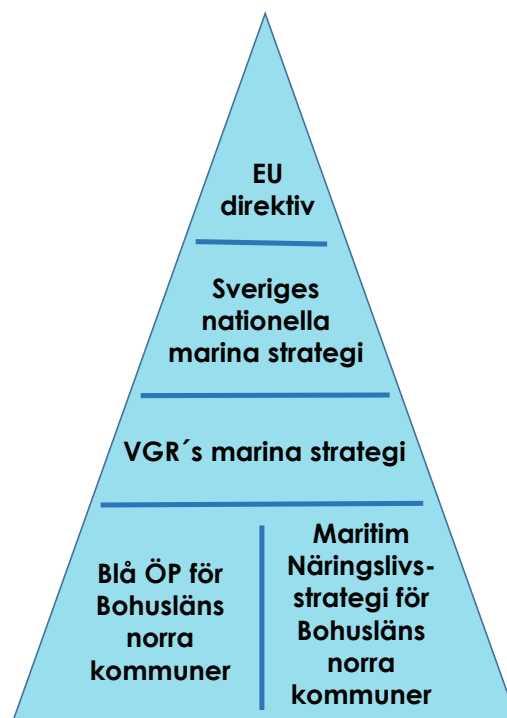 EU
direktiv
Sveriges
nationella
marina strategi
VGR´s marina strategi
Blå ÖP för
Bohusläns
norra
kommuner
Maritim
Näringslivs-
strategi för
Bohusläns
norra
kommuner